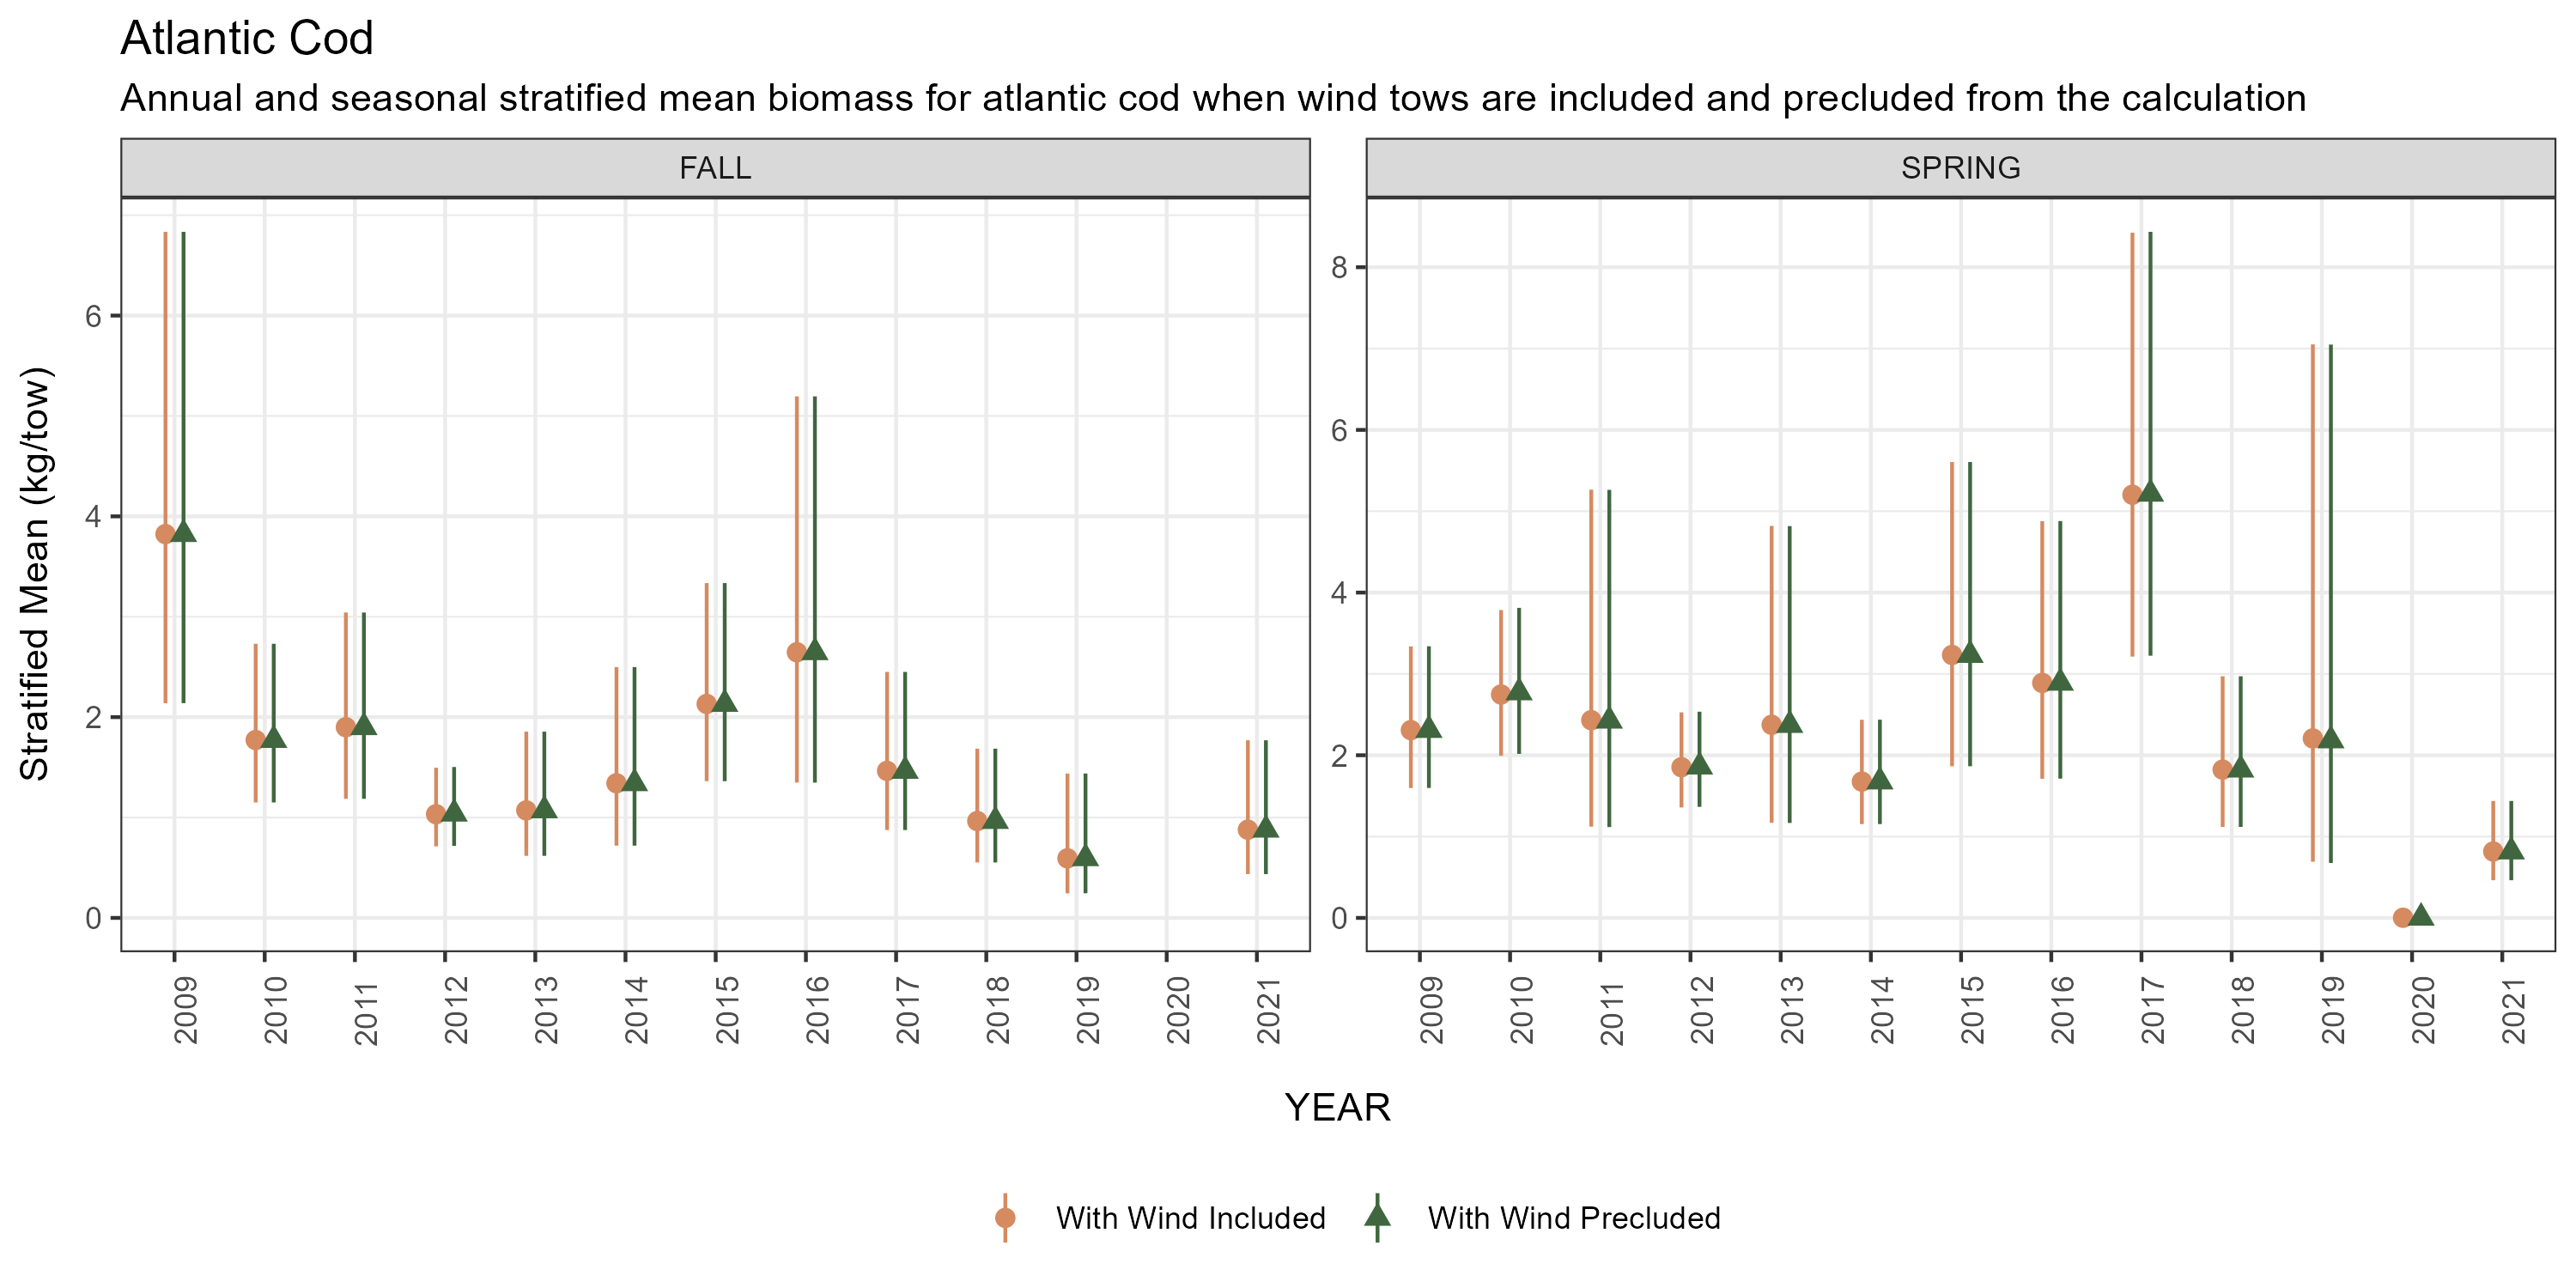 Atlantic Cod
Annual and seasonal stratified mean biomass for atlantic cod when wind tows are included and precluded from the calculation
FALL
SPRING
Stratified Mean (kg/tow)
6
4
2
0
8
6
4
2
0
2009 2010 2011 2012 2013 2014 2015 2016 2017 2018 2019 2020 2021
2009 2010 2011 2012 2013 2014 2015 2016 2017 2018 2019 2020 2021
YEAR
With Wind Included
With Wind Precluded